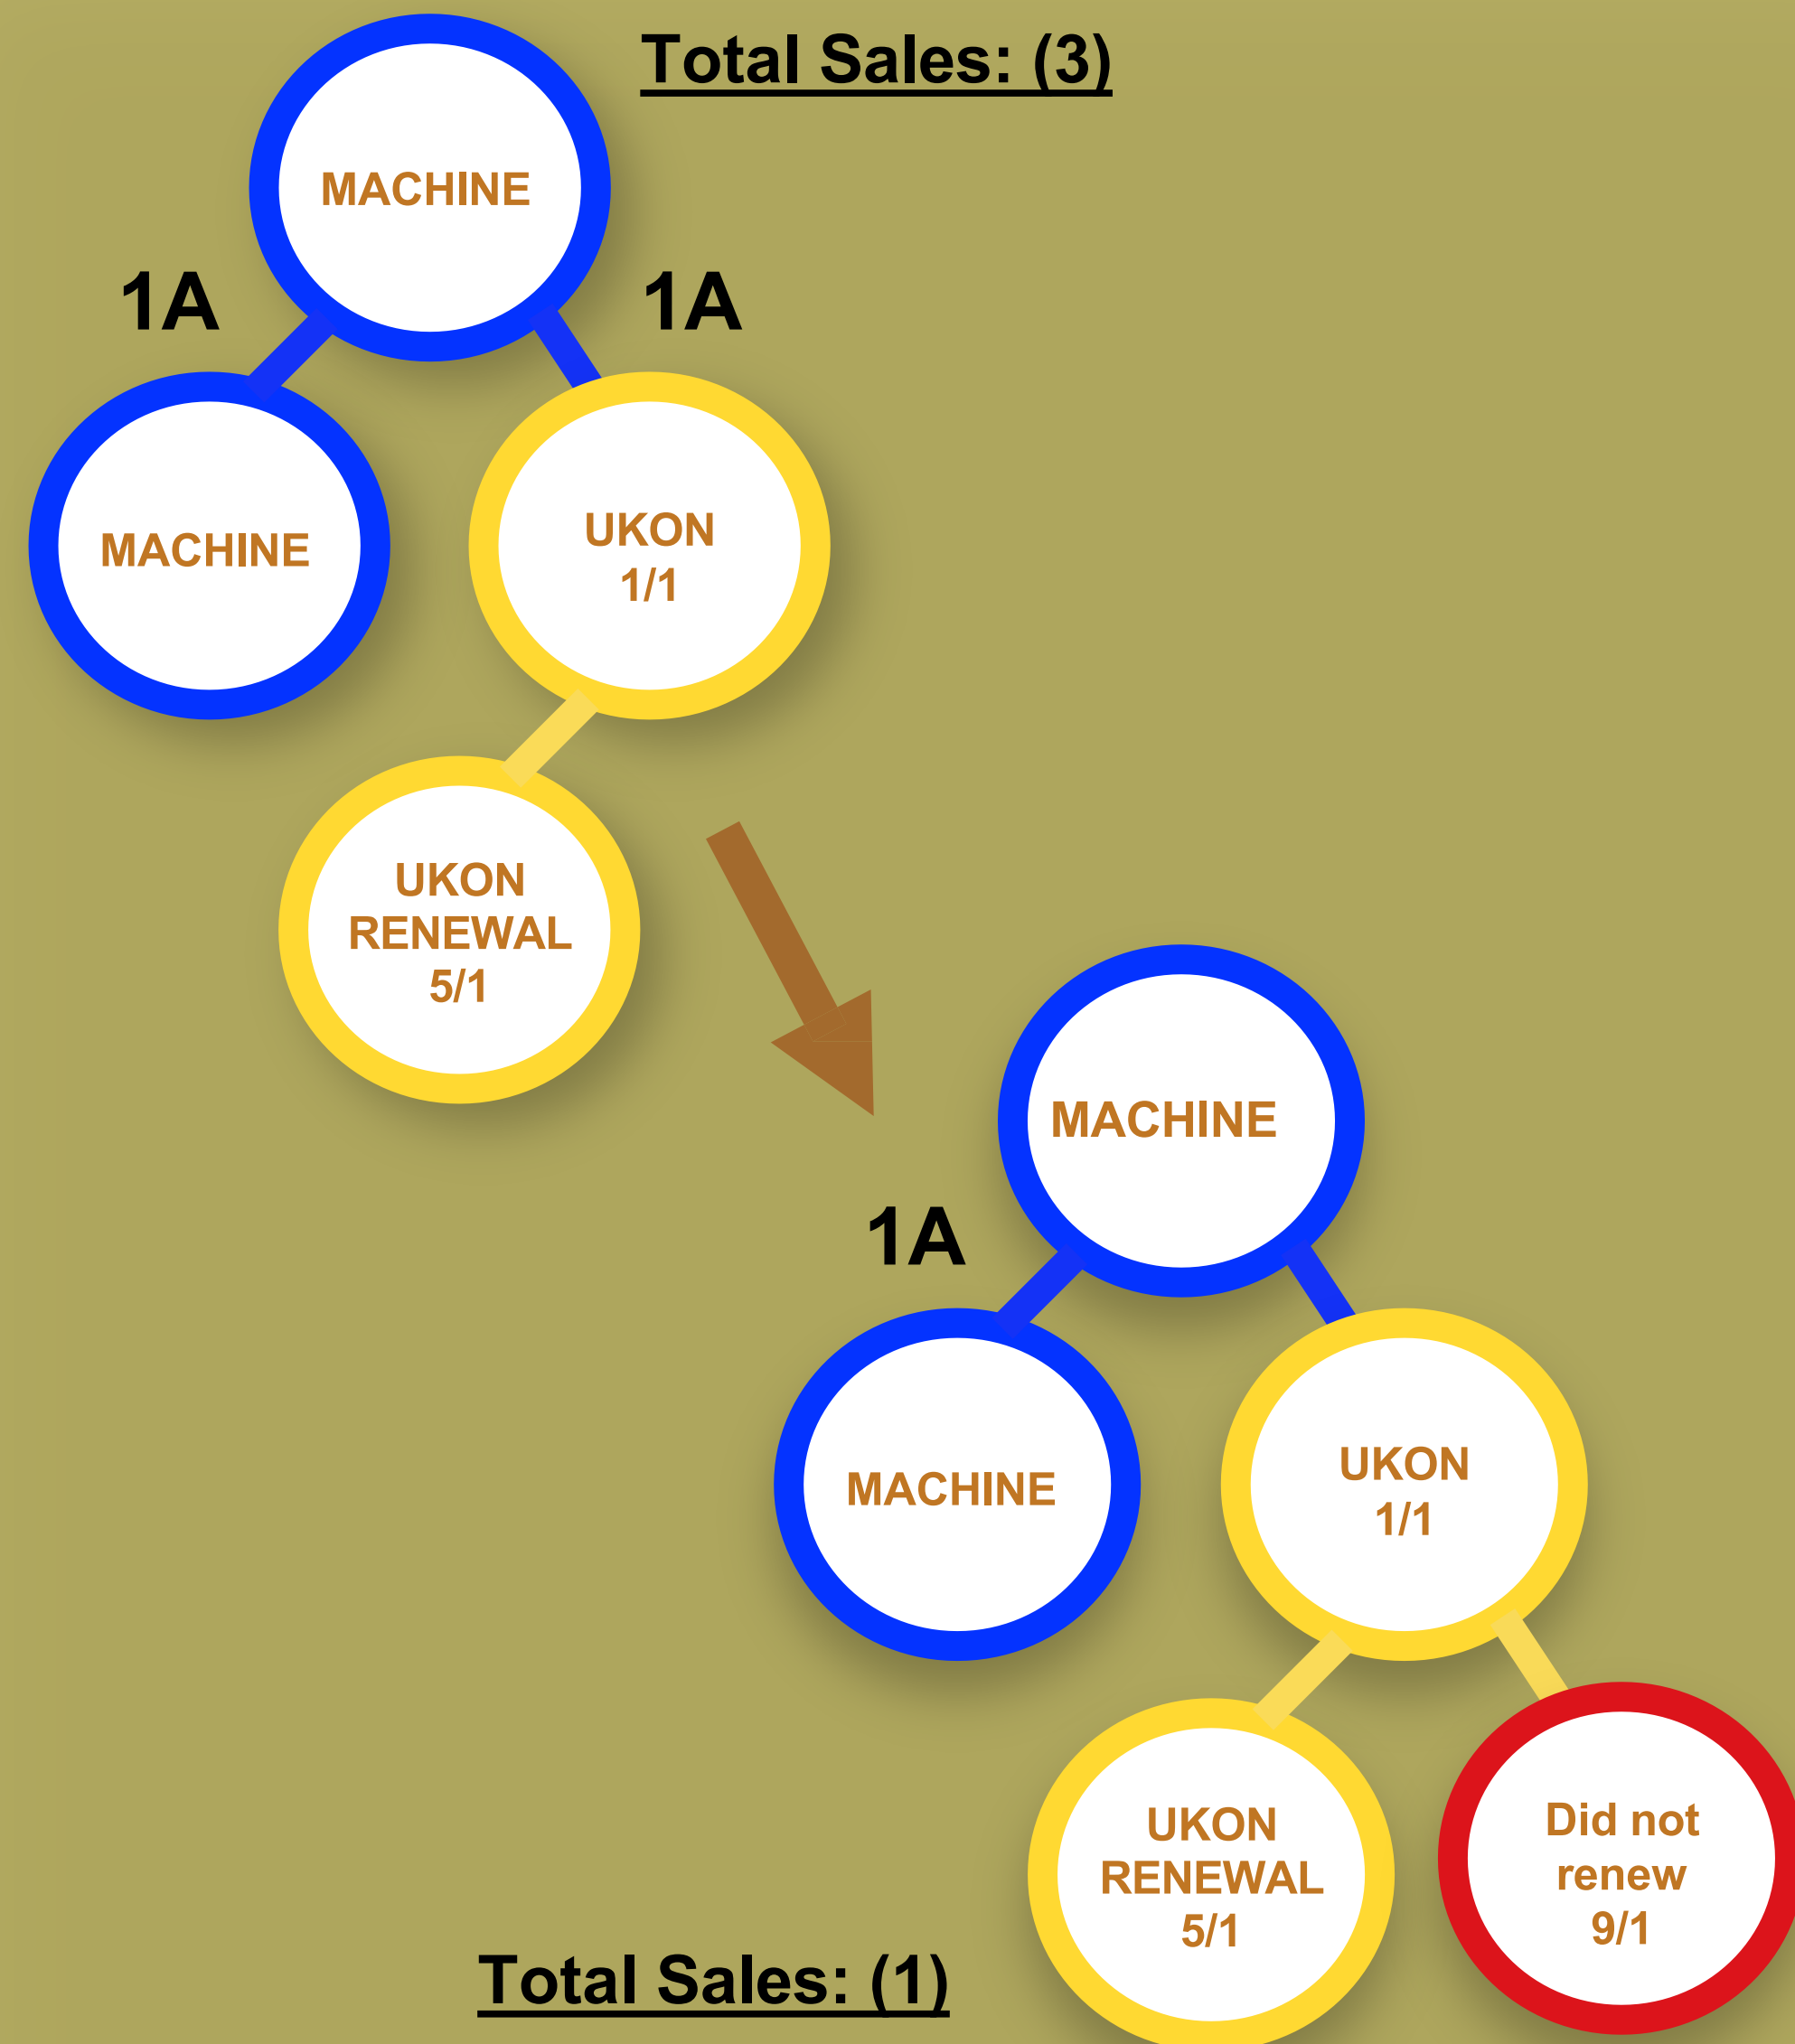 Total Sales: (3)
MACHINE
1A
1A
MACHINE
UKON
1/1
UKON
RENEWAL
5/1
MACHINE
1A
MACHINE
UKON
1/1
UKON
RENEWAL
5/1
Did not
renew
9/1
Total Sales: (1)